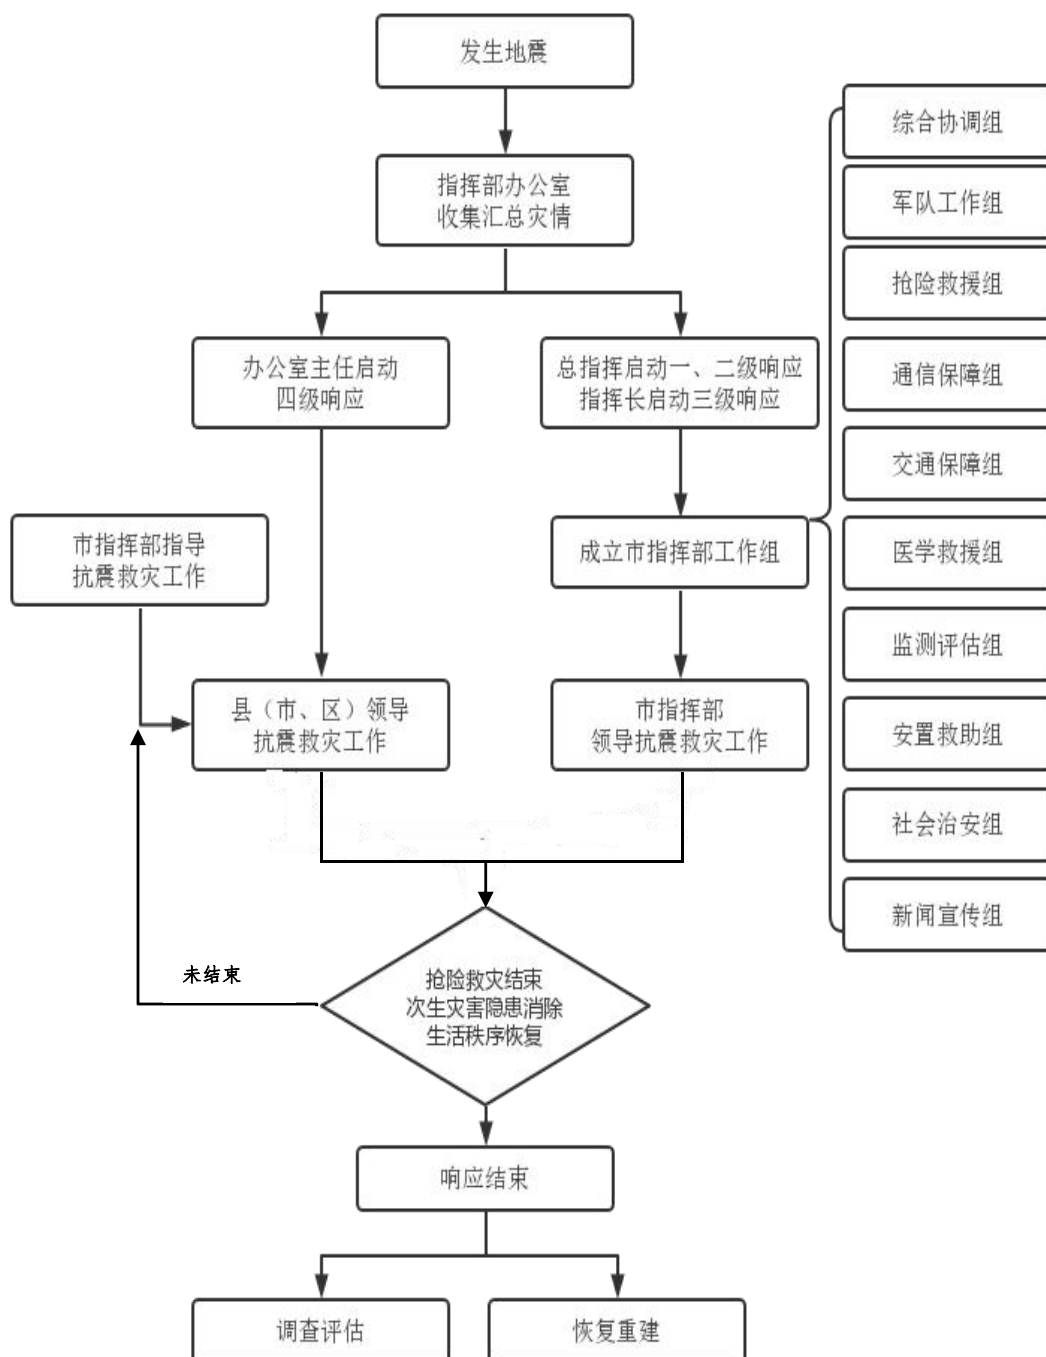 发生地震
指挥部办公室
收集汇总灾情
办公室主任启动
四级响应
总指挥启动一、二级响应
指挥长启动三级响应
市指挥部指导
抗震救灾工作
成立市指挥部工作组
县（市、区）领导
抗震救灾工作
市指挥部
领导抗震救灾工作
综合协调组
军队工作组
抢险救援组
通信保障组
交通保障组
医学救援组
监测评估组
安置救助组
社会治安组
新闻宣传组
未结束
抢险救灾结束
次生灾害隐患消除
生活秩序恢复
响应结束
调查评估
恢复重建